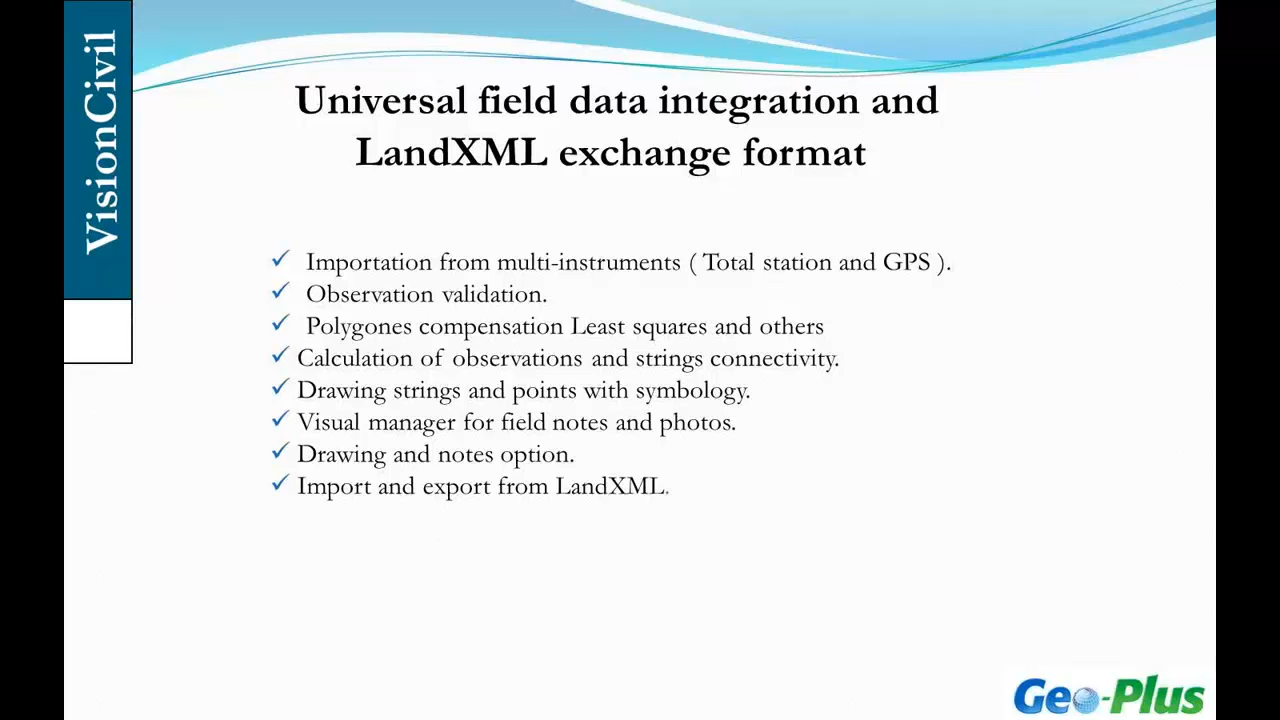 VisionCivil
Universal field data integration and
LandXML exchange format
✓ Importation from multi-instruments ( Total station and GPS ).
✓ Observation validation.
✓ Polygones compensation Least squares and others
✓ Calculation of observations and strings connectivity.
✓ Drawing strings and points with symbology.
✓ Visual manager for field notes and photos.
✓ Drawing and notes option.
✓ Import and export from LandXML.
Geo-Plus